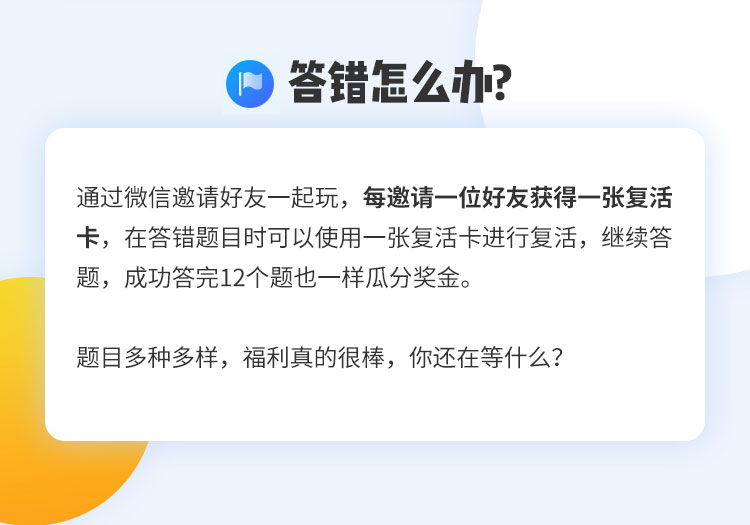 答错怎么办?
通过微信邀请好友一起玩，每邀请一位好友获得一张复活
卡，在答错题目时可以使用一张复活卡进行复活，继续答
题，成功答完12个题也一样瓜分奖金。
题目多种多样，福利真的很棒，你还在等什么？